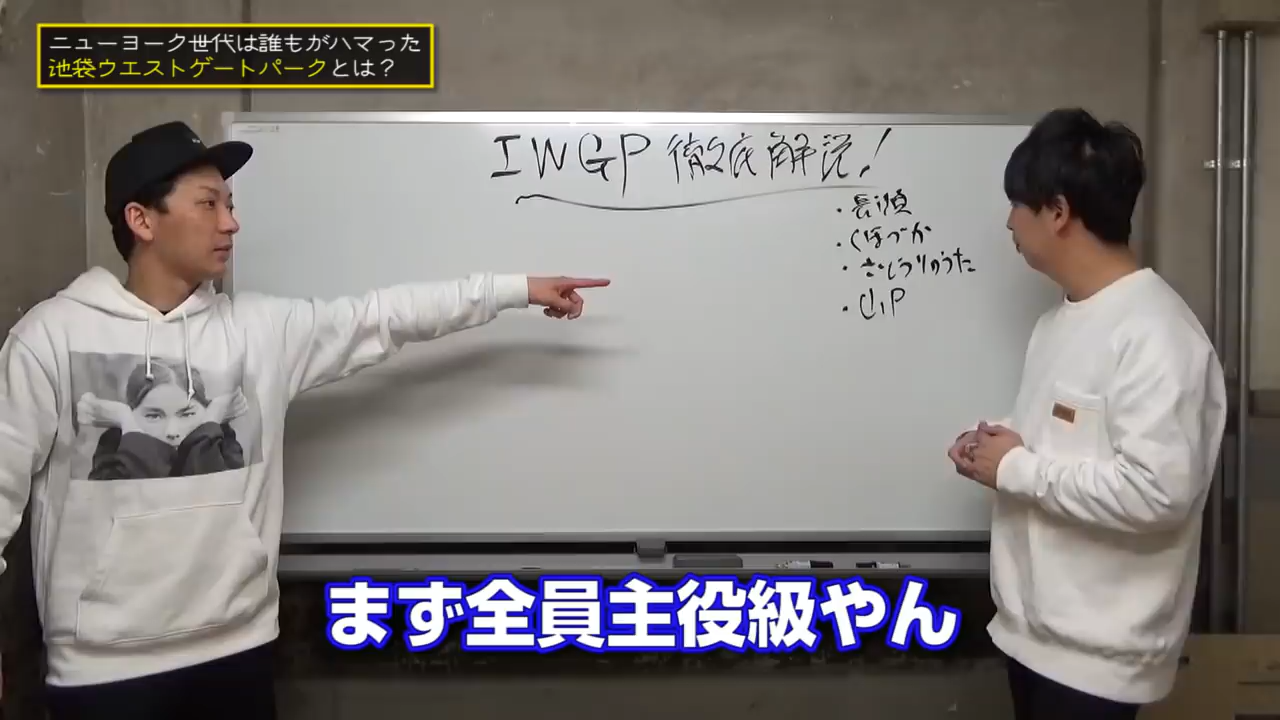 ニューヨーク世代は誰もがハマった
池袋ウエストゲートパークとは？
IWGP徹底解説!
・長瀬
・くぼづか
・さとうりゅうた
まず全員主役級やん